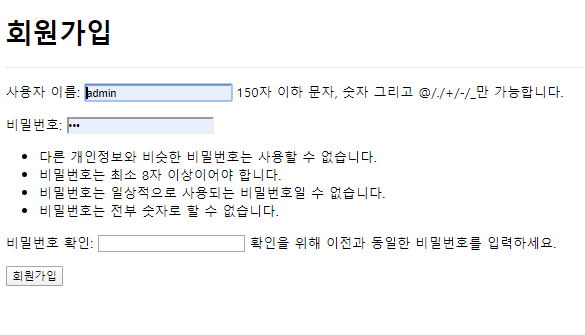 회원가입
사용자 이름: admin 150자 이하 문자, 숫자 그리고 @/./+/-/_만 가능합니다.
비밀번호: •••
• 다른 개인정보와 비슷한 비밀번호는 사용할 수 없습니다.
• 비밀번호는 최소 8자 이상이어야 합니다.
• 비밀번호는 일상적으로 사용되는 비밀번호일 수 없습니다.
• 비밀번호는 전부 숫자로 할 수 없습니다.
비밀번호 확인: 확인을 위해 이전과 동일한 비밀번호를 입력하세요.
회원가입